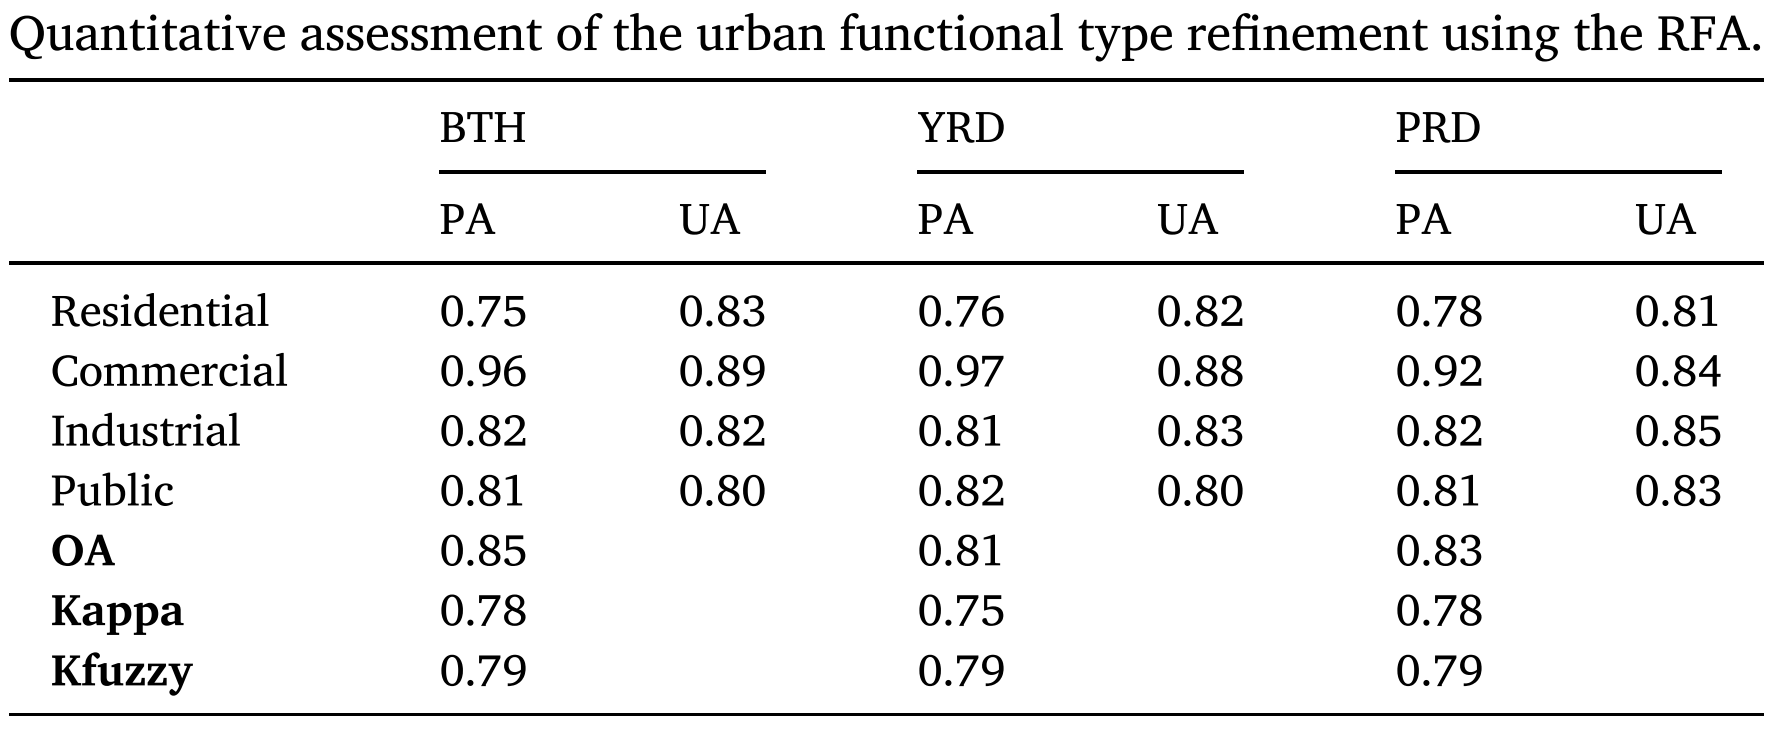 Quantitative assessment of the urban functional type refinement using the RFA.
BTH YRD PRD
PA UA PA UA PA UA
Residential 0.75 0.83 0.76 0.82 0.78 0.81
Commercial 0.96 0.89 0.97 0.88 0.92 0.84
Industrial 0.82 0.82 0.81 0.83 0.82 0.85
Public 0.81 0.80 0.82 0.80 0.81 0.83
OA 0.85 0.81 0.83
Kappa 0.78 0.75 0.78
Kfuzzy 0.79 0.79 0.79